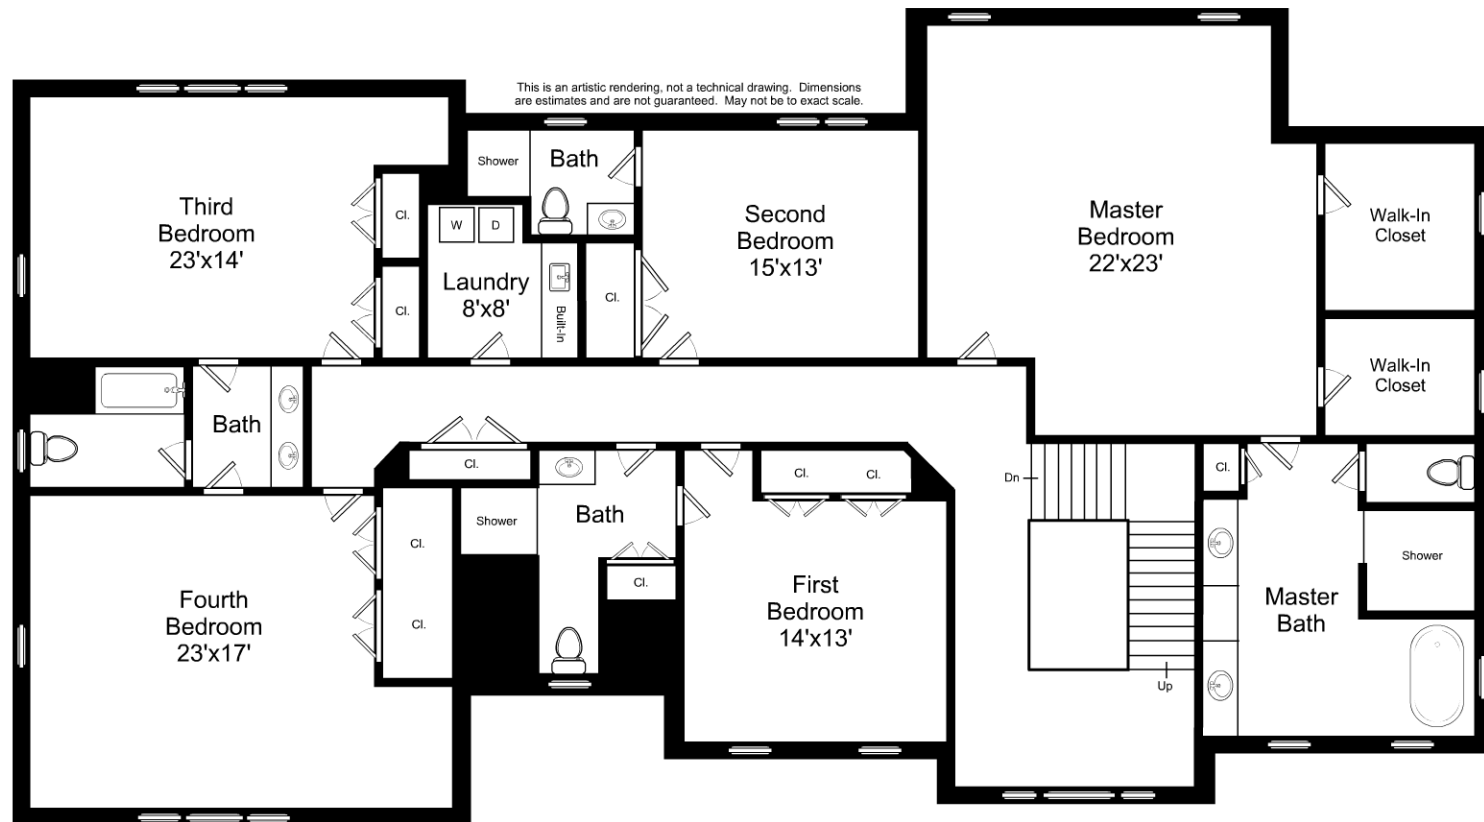 This is an artistic rendering, not a technical drawing. Dimensions
are estimates and are not guaranteed. May not be to exact scale.
Third
Bedroom
23'x14'
Cl.
Cl.
Shower
Bath
W
D
Laundry
8'x8'
Built-In
Cl.
Second
Bedroom
15'x13'
Master
Bedroom
22'x23'
Walk-In
Closet
Walk-In
Closet
Bath
Cl.
Shower
Bath
Cl.
Cl.
Cl.
Dn
Up
Cl.
Shower
Master
Bath
Fourth
Bedroom
23'x17'
Cl.
Cl.
First
Bedroom
14'x13'